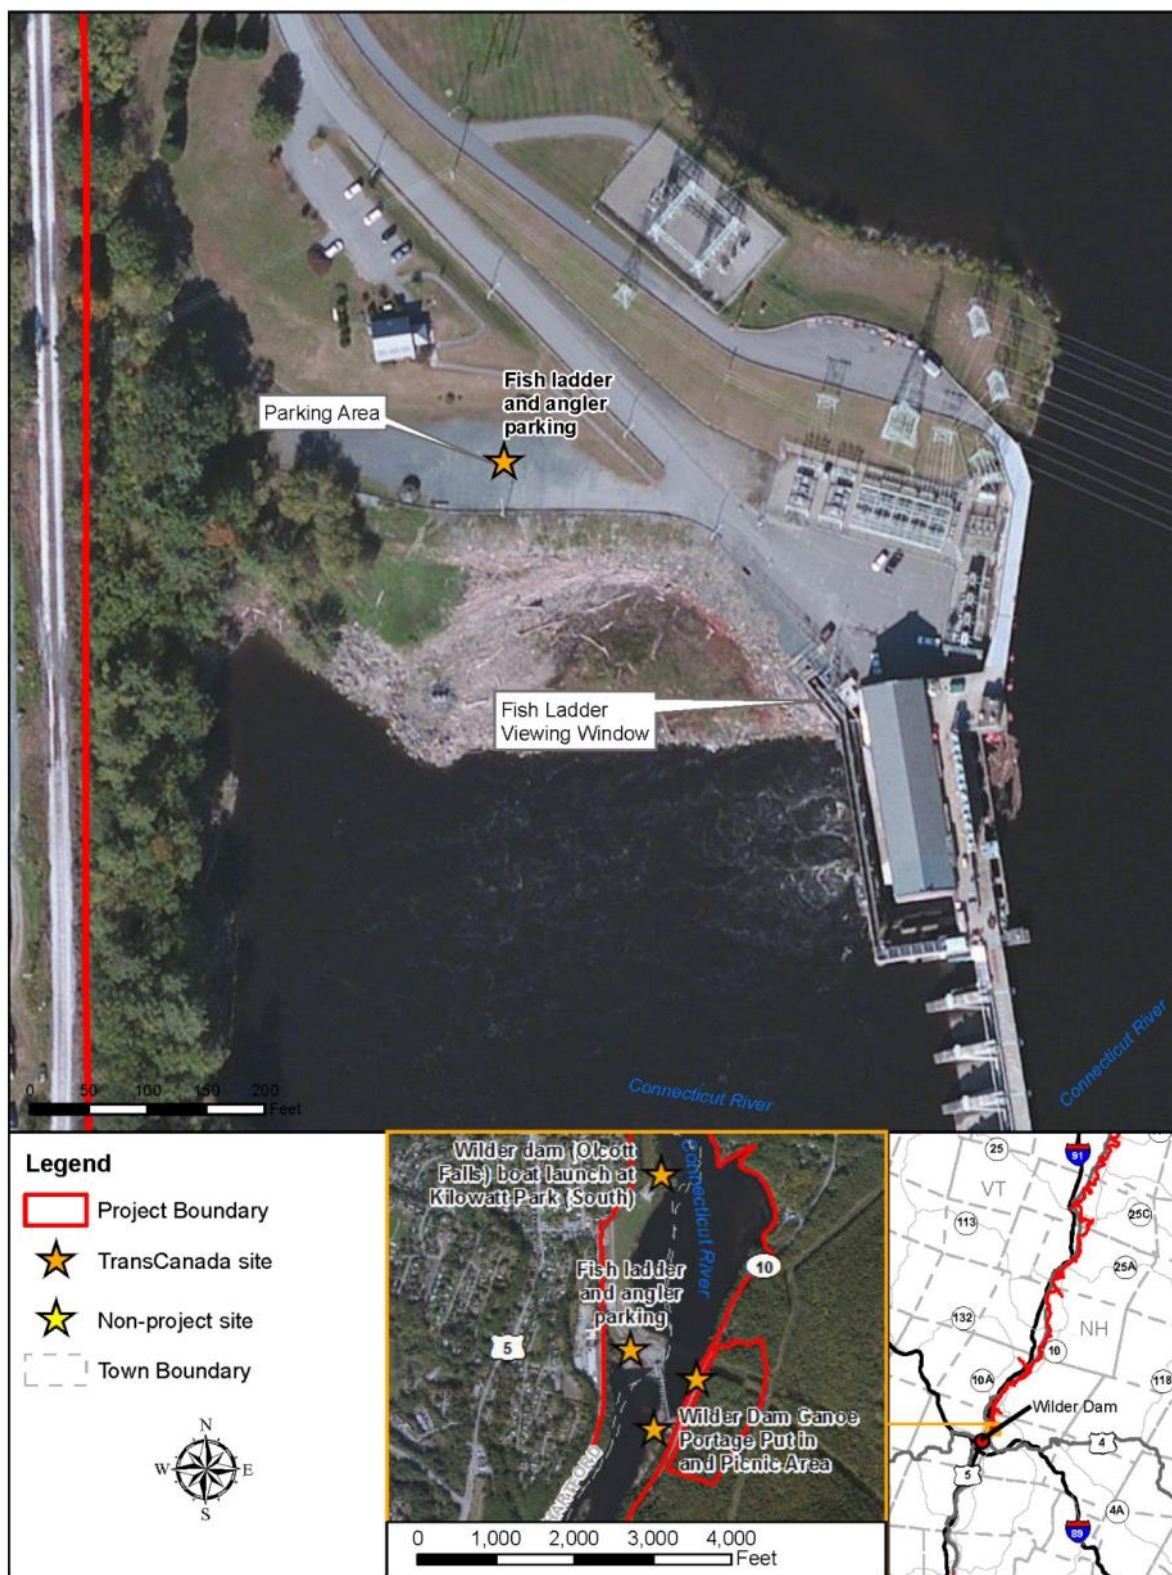 Fish ladder
and angler
parking
Parking Area
Fish Ladder
Viewing Window
Connecticut River
Connecticut River
0 50 100 150 200
Feet
Legend
Project Boundary
TransCanada site
Non-project site
Town Boundary
N
W E
S
Wilder dam (Olcott
Falls) boat launch at
Kilowatt Park (South)
Connecticut River
10
Fish ladder
and angler
parking
5
Wilder Dam Canoe
Portage Put in
and Picnic Area
HARTFORD
0 1,000 2,000 3,000 4,000
Feet
91
25
VT
113
25C
25A
132
NH
10
10A
118
Wilder Dam
4
5
4A
89